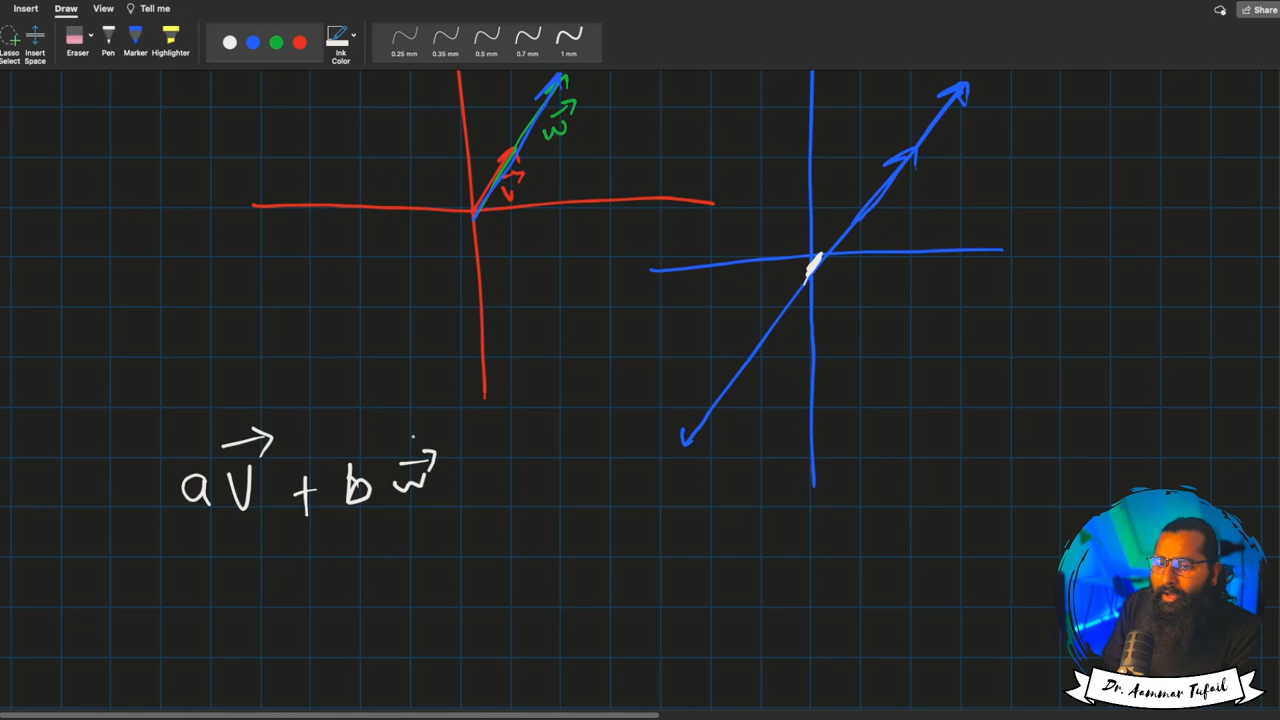 Insert Draw View Tell me Share
Lasso Select Insert Space Eraser Pen Marker Highlighter Ink Color 0.25 mm 0.35 mm 0.5 mm 0.7 mm 1 mm
w
v
a v + b w
Dr. Aammar Tufail